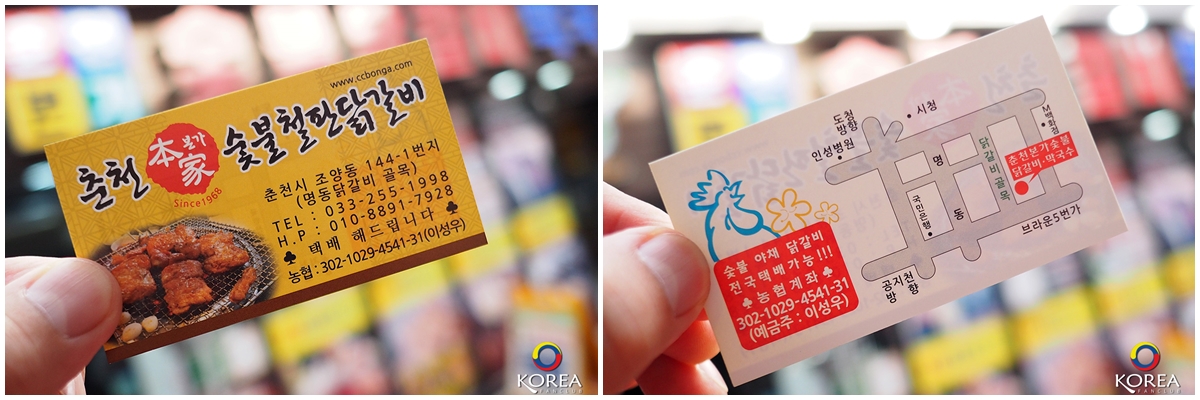 www.ccbonga.com
춘천 本家 본가 숯불철판닭갈비
Since1968
춘천시 조양동 144-1번지
(명동닭갈비 골목)
TEL : 033-255-1998
H.P : 010-8891-7928
♣ 택배 해드립니다 ♣
농협 : 302-1029-4541-31(이성우)
KOREA
FANCLUB
도청
방향
시청
인성병원
M백화점
명
동
닭갈비골목
춘천본가숯불
닭갈비·막국수
국민은행
브라운5번가
공지천
방향
숯불 야채 닭갈비
전국택배가능!!!
♣ 농협계좌 ♣
302-1029-4541-31
(예금주 : 이성우)
KOREA
FANCLUB